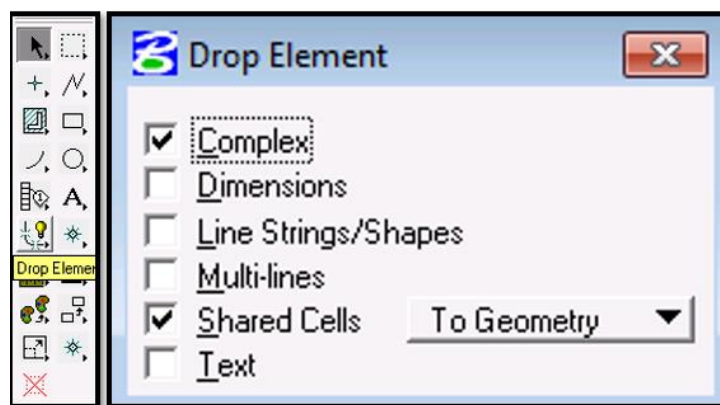 Drop Element
Complex
Dimensions
Line Strings/Shapes
Multi-lines
Shared Cells To Geometry
Text
A
Drop Elemen